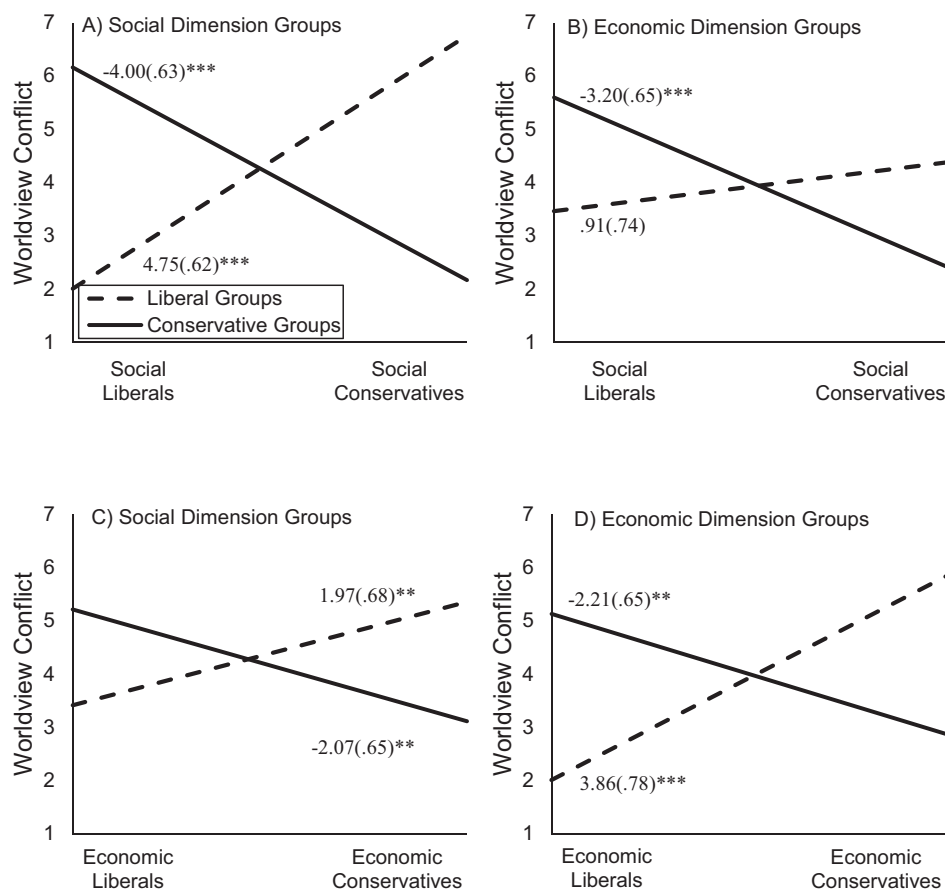 A) Social Dimension Groups
Worldview Conflict
7
6
5
4
3
2
1
-4.00(.63)***
4.75(.62)***
Liberal Groups
Conservative Groups
Social
Liberals
Social
Conservatives
B) Economic Dimension Groups
Worldview Conflict
7
6
5
4
3
2
1
-3.20(.65)***
.91(.74)
Social
Liberals
Social
Conservatives
C) Social Dimension Groups
Worldview Conflict
7
6
5
4
3
2
1
1.97(.68)**
-2.07(.65)**
Economic
Liberals
Economic
Conservatives
D) Economic Dimension Groups
Worldview Conflict
7
6
5
4
3
2
1
-2.21(.65)**
3.86(.78)***
Economic
Liberals
Economic
Conservatives